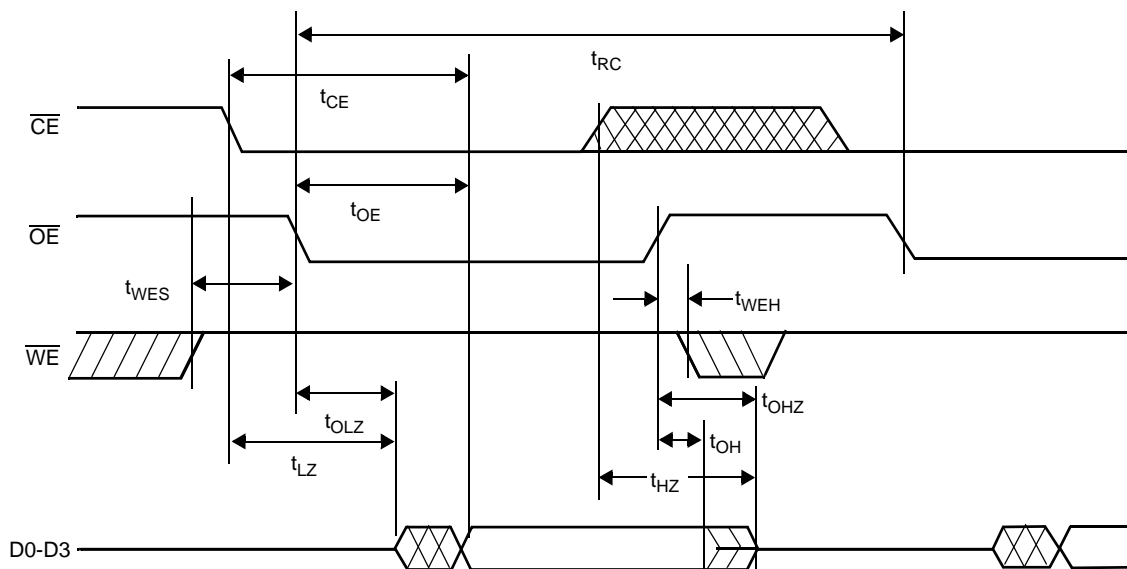 tRC
tCE
CE
tOE
OE
tWES
tWEH
WE
tOHZ
tOLZ
tOH
tLZ
tHZ
D0-D3